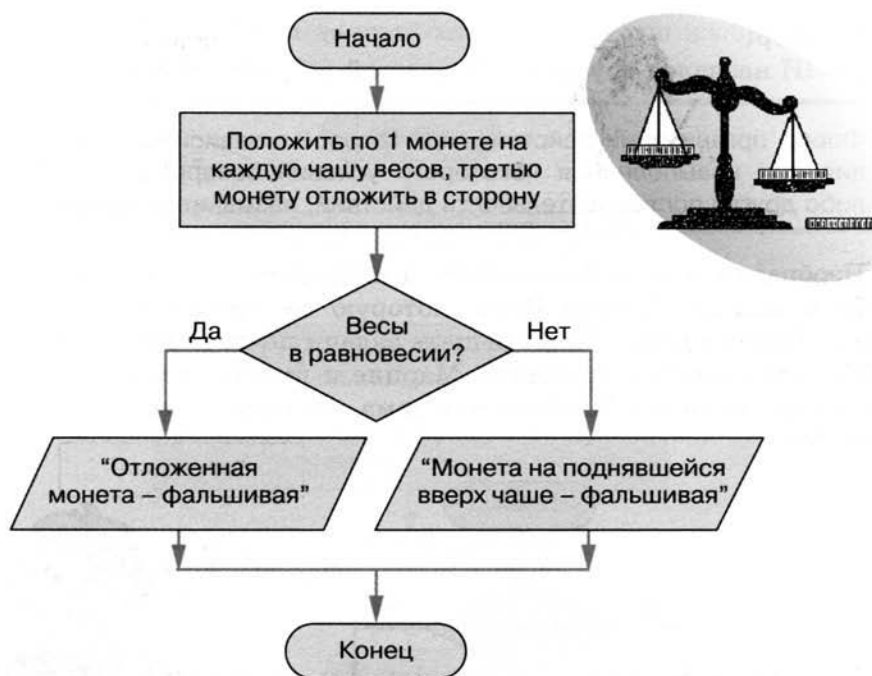 Начало
Положить по 1 монете на
каждую чашу весов, третью
монету отложить в сторону
Да
Весы
в равновесии?
Нет
“Отложенная
монета – фальшивая”
“Монета на поднявшейся
вверх чаше – фальшивая”
Конец